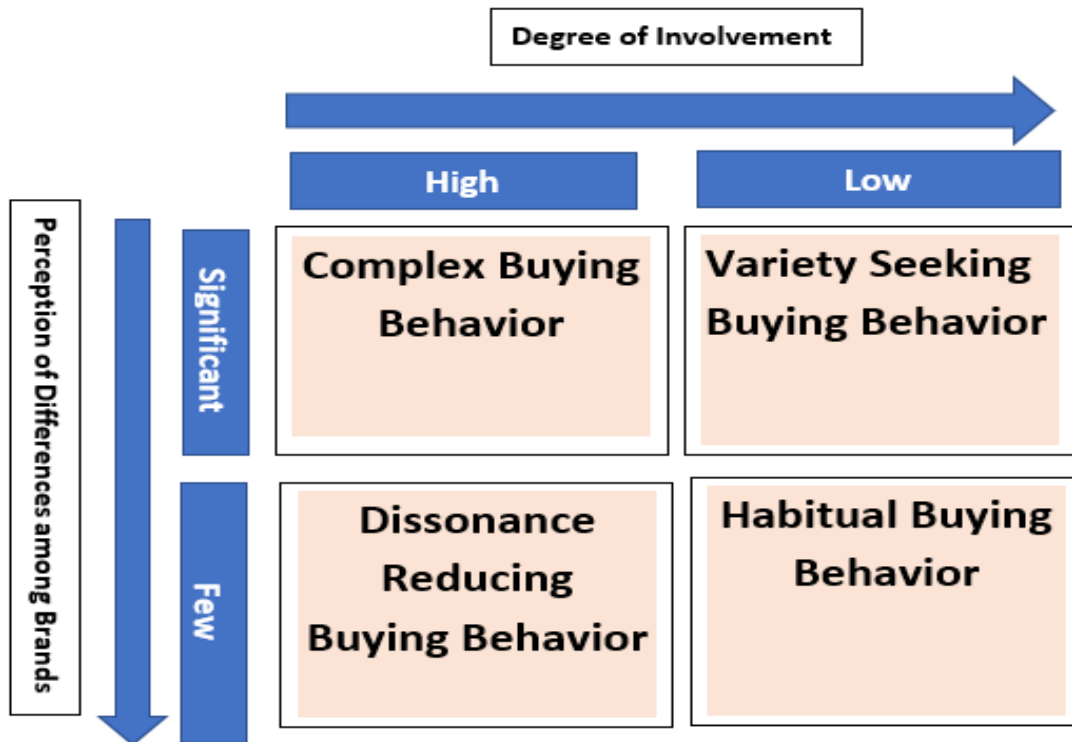 Degree of Involvement
High
Low
Perception of Differences among Brands
Significant
Complex Buying
Behavior
Variety Seeking
Buying Behavior
Few
Dissonance
Reducing
Buying Behavior
Habitual Buying
Behavior